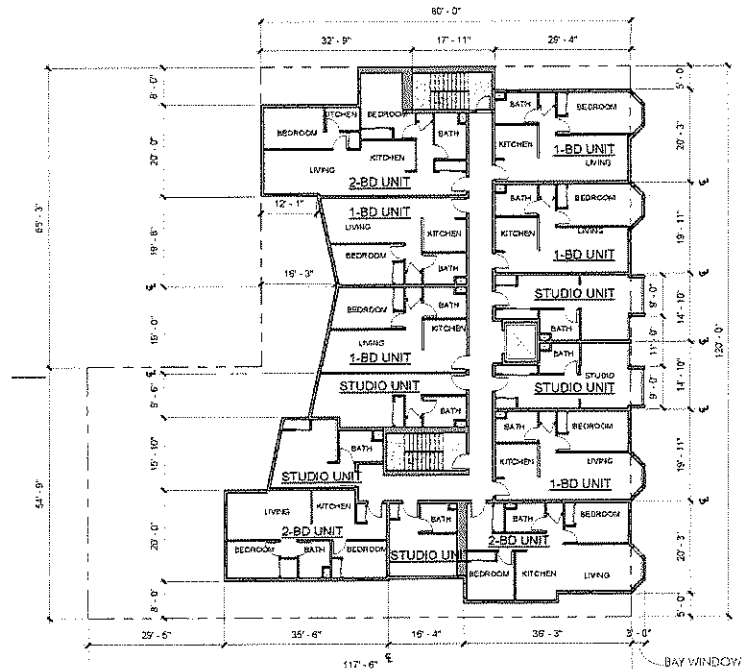 80' - 0"
32' - 9" 17' - 11" 29' - 4"
8' - 0"
5' - 0"
BATH BEDROOM
KITCHEN BEDROOM
BEDROOM BATH
KITCHEN 1-BD UNIT
20' - 0" 20' - 3"
LIVING KITCHEN LIVING
2-BD UNIT
65' - 3"
12' - 1" BATH BEDROOM
1-BD UNIT
LIVING
KITCHEN KITCHEN LIVING
19' - 8" 19' - 11"
BEDROOM 1-BD UNIT
16' - 3" BATH
STUDIO UNIT
BEDROOM BATH
9' - 0" 14' - 10"
KITCHEN BATH
19' - 0" 11' - 0" 120' - 0"
LIVING BATH
1-BD UNIT STUDIO
STUDIO UNIT STUDIO UNIT
9' - 0" 14' - 10"
9' - 6"
BATH BATH BEDROOM
BATH
15' - 10" KITCHEN 19' - 11"
STUDIO UNIT LIVING
1-BD UNIT
54' - 9"
LIVING KITCHEN BATH BATH BEDROOM
2-BD UNIT 2-BD UNIT
20' - 0" 20' - 3"
BEDROOM BATH BEDROOM STUDIO UNIT
BEDROOM KITCHEN LIVING
8' - 0" 5' - 0"
35' - 6" 16' - 4" 36' - 3" 3' - 0"
117' - 6"
BAY WINDOW